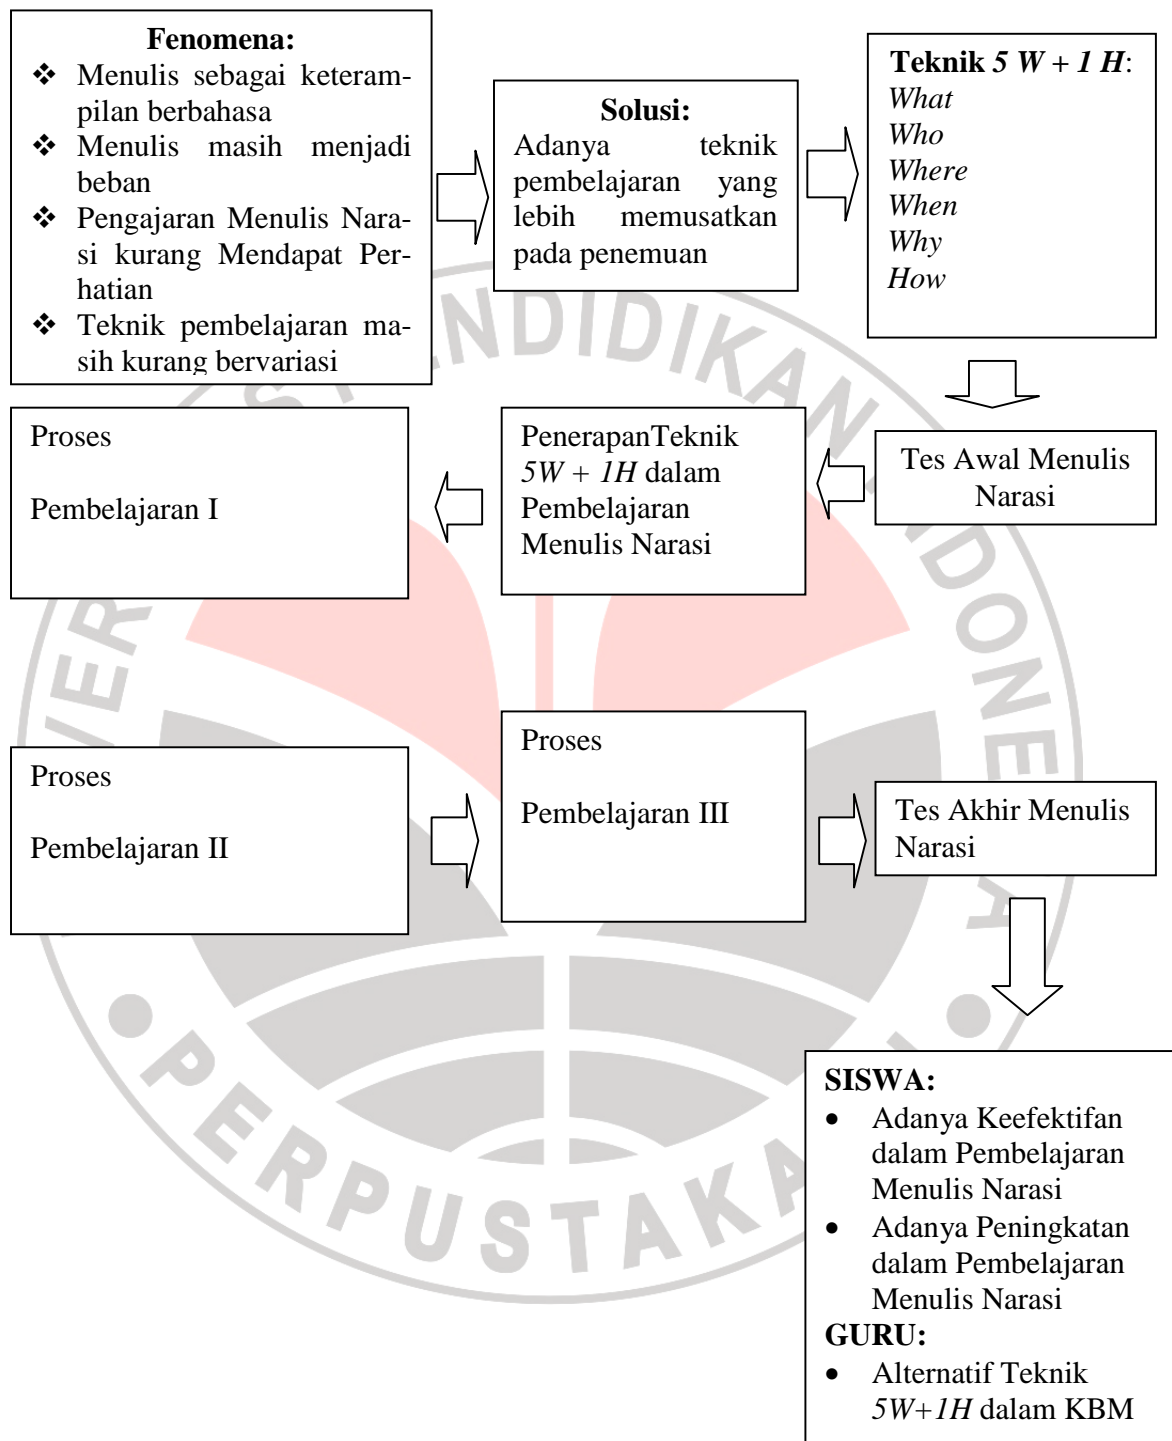 Fenomena:
❖ Menulis sebagai keteram-
pilan berbahasa
❖ Menulis masih menjadi
beban
❖ Pengajaran Menulis Nara-
si kurang Mendapat Per-
hatian
❖ Teknik pembelajaran ma-
sih kurang bervariasi
Solusi:
Adanya teknik
pembelajaran yang
lebih memusatkan
pada penemuan
Teknik 5 W + 1 H:
What
Who
Where
When
Why
How
Tes Awal Menulis
Narasi
PenerapanTeknik
5W + 1H dalam
Pembelajaran
Menulis Narasi
Proses
Pembelajaran I
Proses
Pembelajaran II
Proses
Pembelajaran III
Tes Akhir Menulis
Narasi
SISWA:
• Adanya Keefektifan
dalam Pembelajaran
Menulis Narasi
• Adanya Peningkatan
dalam Pembelajaran
Menulis Narasi
GURU:
• Alternatif Teknik
5W+1H dalam KBM
PERPUSTAKA